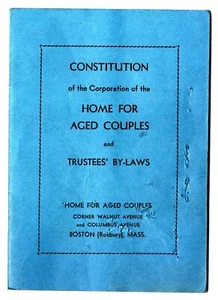 CONSTITUTION
of the Corporation of the
HOME FOR
AGED COUPLES
and
TRUSTEES' BY-LAWS
HOME FOR AGED COUPLES
CORNER WALNUT AVENUE
and COLUMBUS AVENUE
BOSTON (Roxbury), MASS.